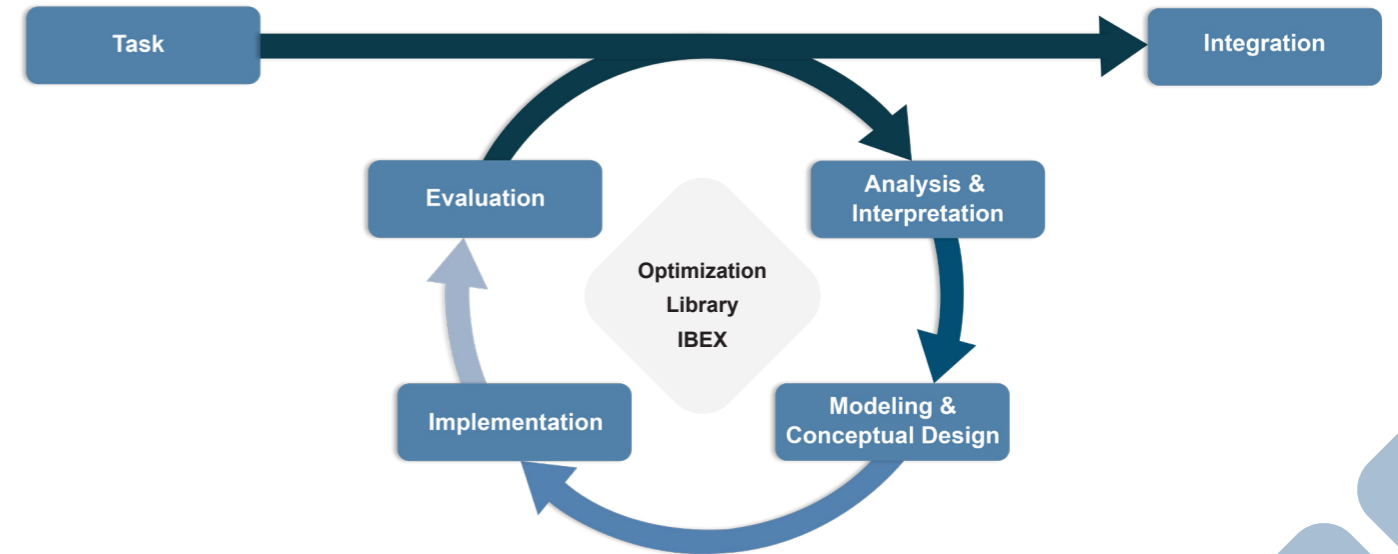 Task
Integration
Evaluation
Analysis &
Interpretation
Optimization
Library
IBEX
Implementation
Modeling &
Conceptual Design